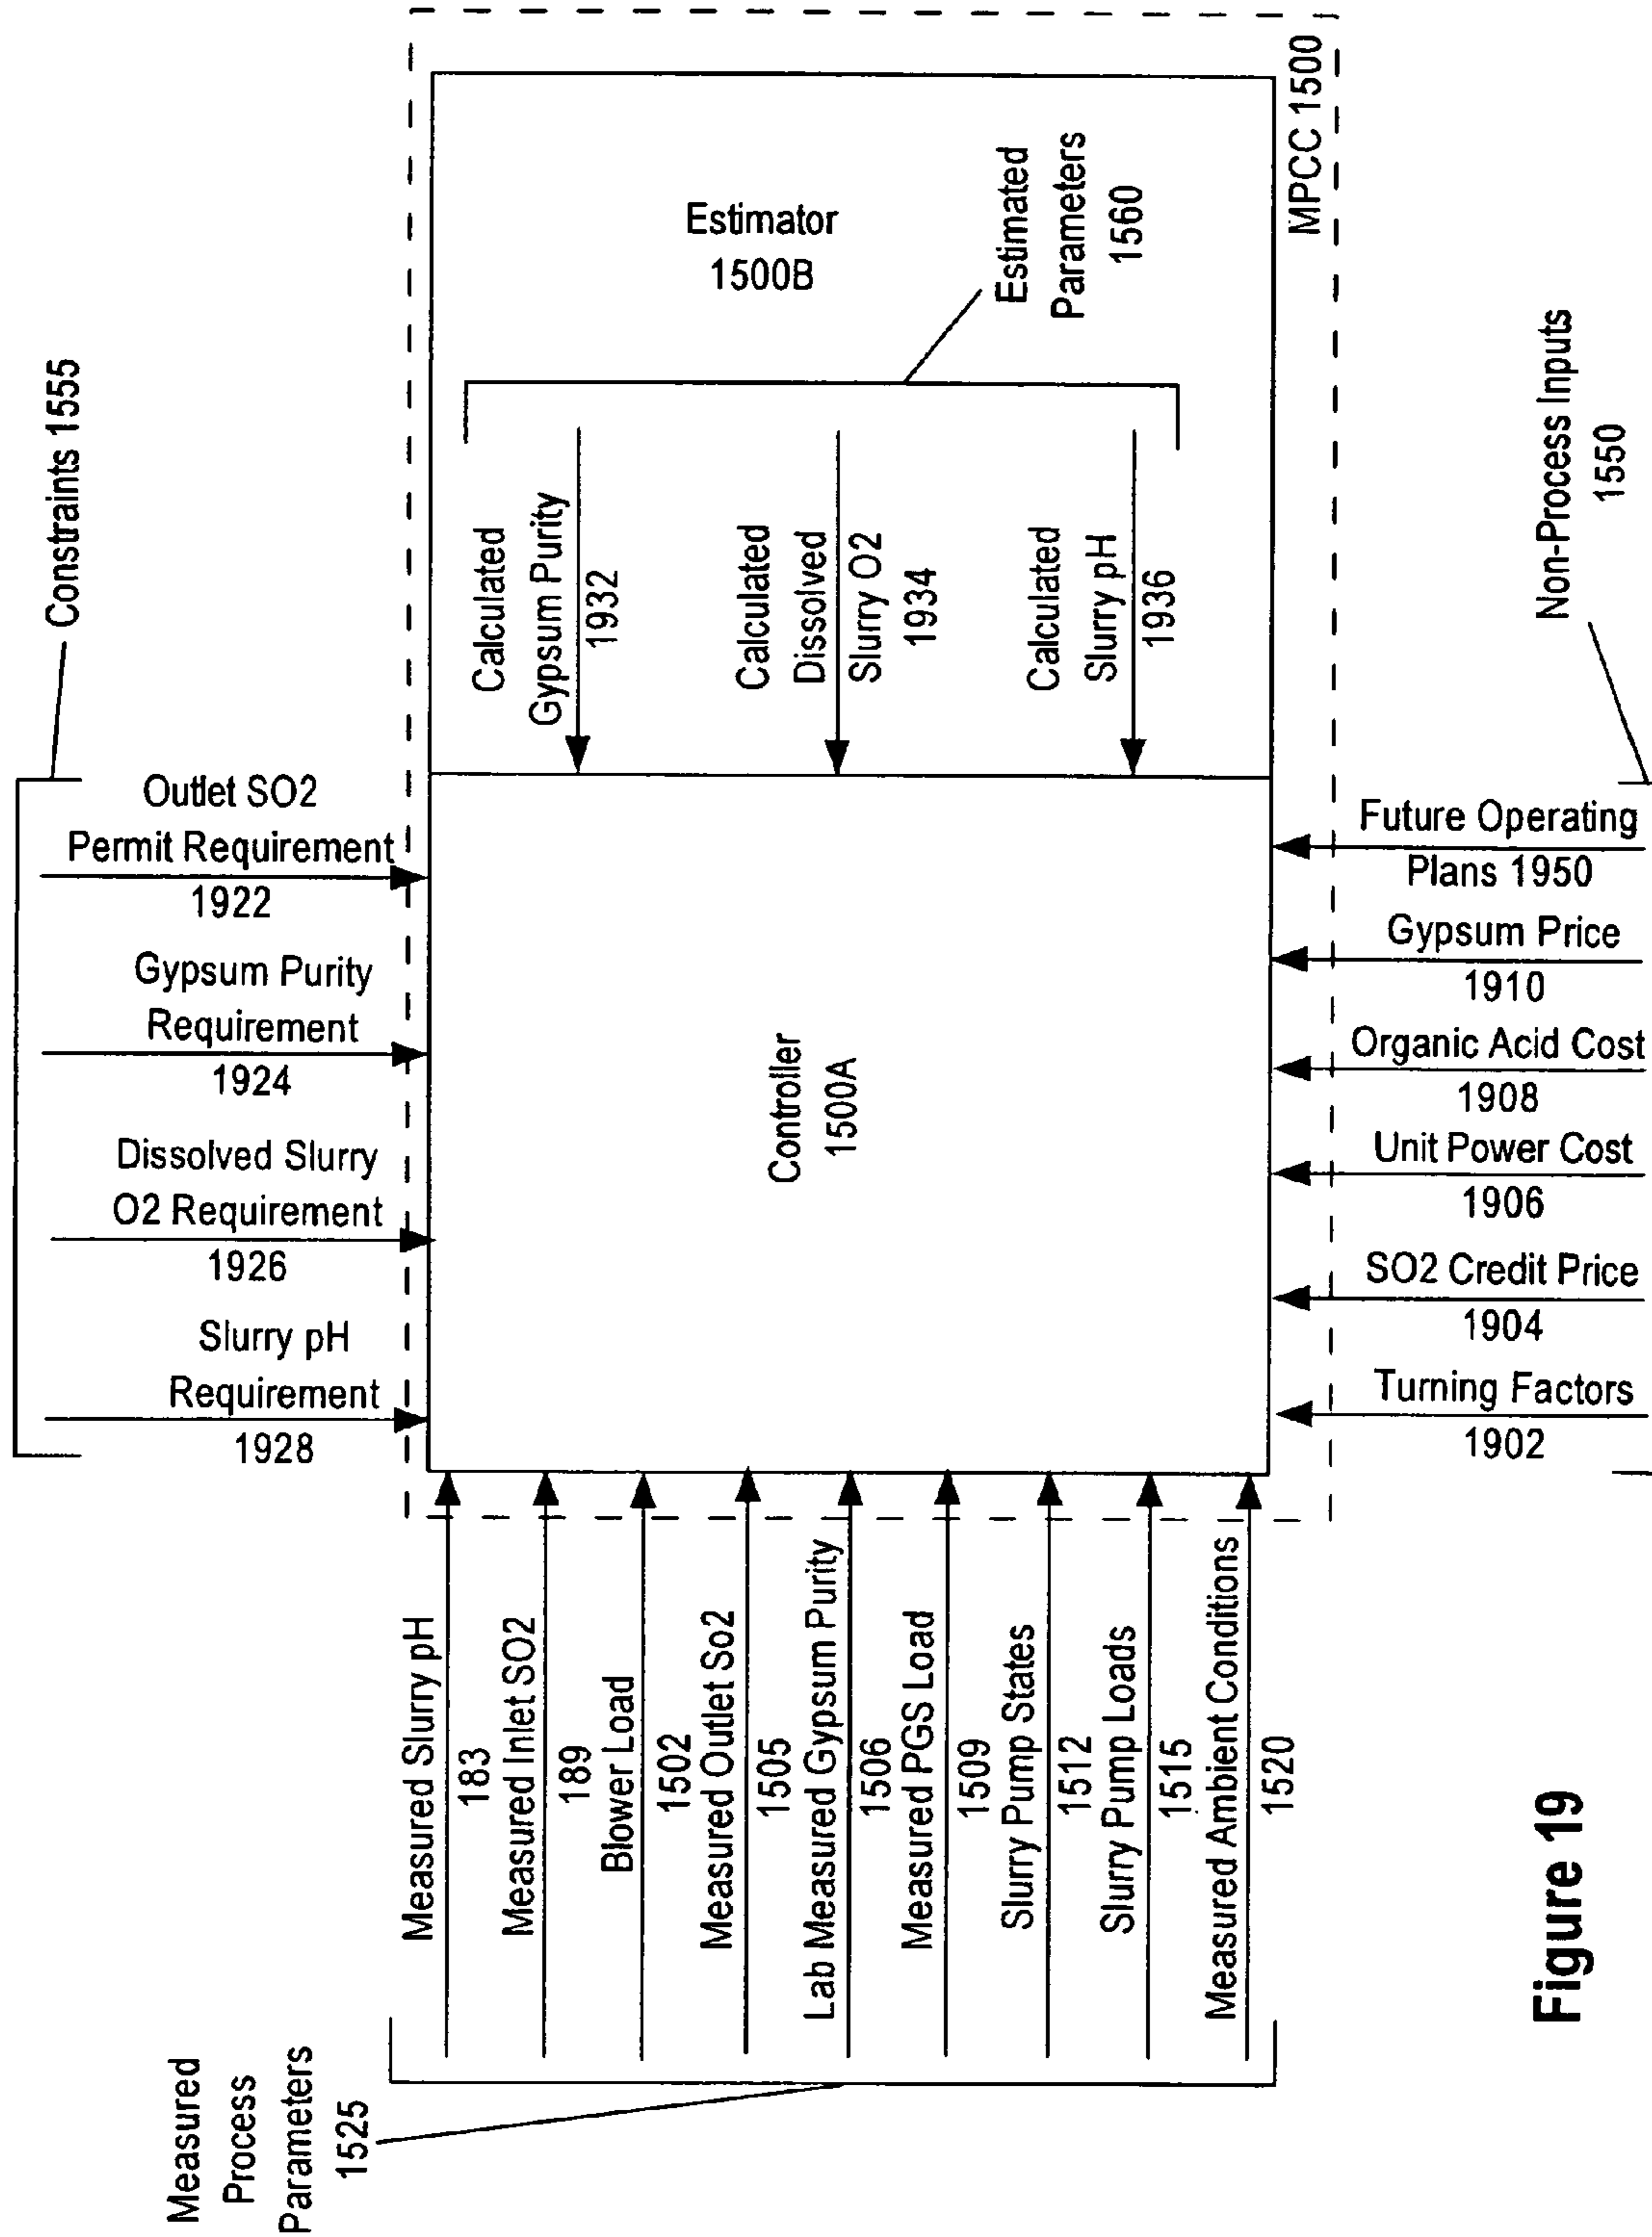 Constraints 1555
Outlet SO2
Permit Requirement
1922
Gypsum Purity
Requirement
1924
Dissolved Slurry
O2 Requirement
1926
Slurry pH
Requirement
1928
Measured
Process
Parameters
1525
Measured Slurry pH
183
Measured Inlet SO2
189
Blower Load
1502
Measured Outlet So2
1505
Lab Measured Gypsum Purity
1506
Measured PGS Load
1509
Slurry Pump States
1512
Slurry Pump Loads
1515
Measured Ambient Conditions
1520
Controller
1500A
Calculated
Gypsum Purity
1932
Calculated
Dissolved
Slurry O2
1934
Calculated
Slurry pH
1936
Estimator
1500B
Estimated
Parameters
1560
MPCC 1500
Non-Process Inputs
1550
Future Operating
Plans 1950
Gypsum Price
1910
Organic Acid Cost
1908
Unit Power Cost
1906
SO2 Credit Price
1904
Turning Factors
1902
Figure 19